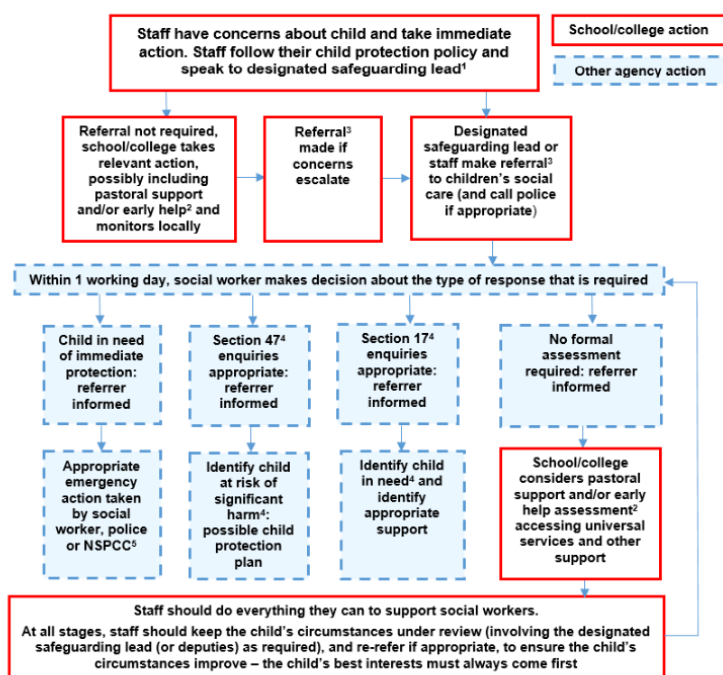 Staff have concerns about child and take immediate
action. Staff follow their child protection policy and
speak to designated safeguarding lead¹
School/college action
Other agency action
Referral not required,
school/college takes
relevant action,
possibly including
pastoral support
and/or early help² and
monitors locally
Referral³
made if
concerns
escalate
Designated
safeguarding lead or
staff make referral³
to children’s social
care (and call police
if appropriate)
Within 1 working day, social worker makes decision about the type of response that is required
Child in need
of immediate
protection:
referrer
informed
Section 47⁴
enquiries
appropriate:
referrer
informed
Section 17⁴
enquiries
appropriate:
referrer
informed
No formal
assessment
required: referrer
informed
Appropriate
emergency
action taken
by social
worker, police
or NSPCC⁵
Identify child
at risk of
significant
harm⁴:
possible child
protection
plan
Identify child
in need⁴ and
identify
appropriate
support
School/college
considers pastoral
support and/or early
help assessment²
accessing universal
services and other
support
Staff should do everything they can to support social workers.
At all stages, staff should keep the child’s circumstances under review (involving the designated
safeguarding lead (or deputies) as required), and re-refer if appropriate, to ensure the child’s
circumstances improve – the child’s best interests must always come first